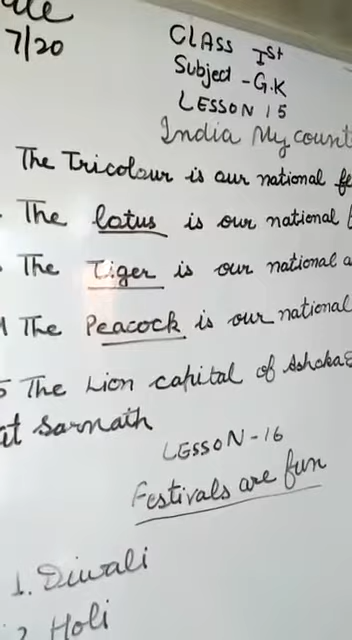 7/20
CLASS Ist
Subject - G.K
LESSON 15
India My
The Tricolour is our national
The Lotus is our national
The Tiger is our national
The Peacock is our national
5 The Lion capital of Ashoka
at Sarnath
LESSON - 16
Festivals are fun
1. Diwali
2. Holi